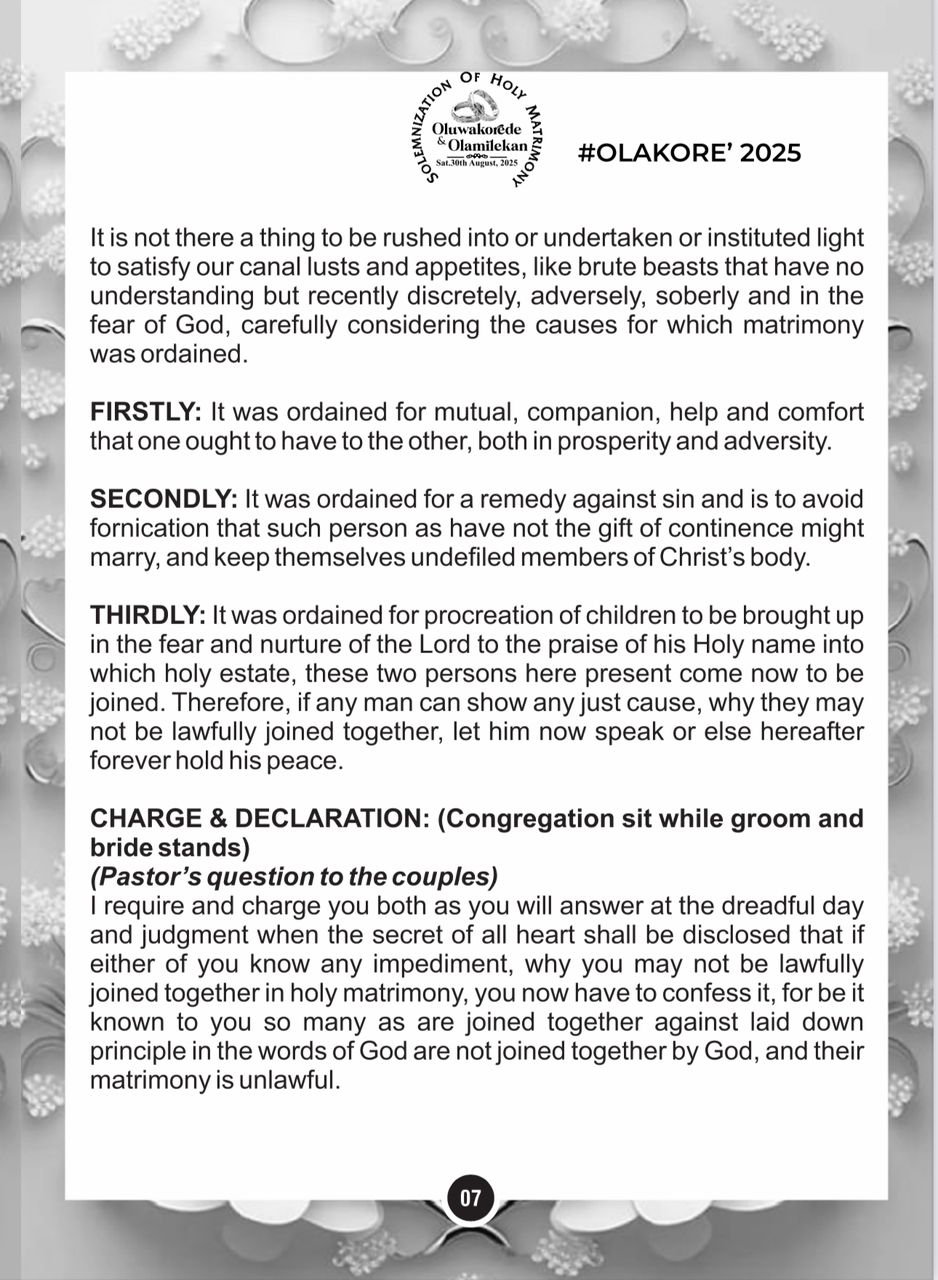 SOLEMNIZATION OF HOLY MATRIMONY
Oluwakorede
& Olamilekan
Sat.30th August, 2025
#OLAKORE’ 2025
It is not there a thing to be rushed into or undertaken or instituted light
to satisfy our canal lusts and appetites, like brute beasts that have no
understanding but recently discretely, adversely, soberly and in the
fear of God, carefully considering the causes for which matrimony
was ordained.
FIRSTLY: It was ordained for mutual, companion, help and comfort
that one ought to have to the other, both in prosperity and adversity.
SECONDLY: It was ordained for a remedy against sin and is to avoid
fornication that such person as have not the gift of continence might
marry, and keep themselves undefiled members of Christ’s body.
THIRDLY: It was ordained for procreation of children to be brought up
in the fear and nurture of the Lord to the praise of his Holy name into
which holy estate, these two persons here present come now to be
joined. Therefore, if any man can show any just cause, why they may
not be lawfully joined together, let him now speak or else hereafter
forever hold his peace.
CHARGE & DECLARATION: (Congregation sit while groom and
bride stands)
(Pastor’s question to the couples)
I require and charge you both as you will answer at the dreadful day
and judgment when the secret of all heart shall be disclosed that if
either of you know any impediment, why you may not be lawfully
joined together in holy matrimony, you now have to confess it, for be it
known to you so many as are joined together against laid down
principle in the words of God are not joined together by God, and their
matrimony is unlawful.
07